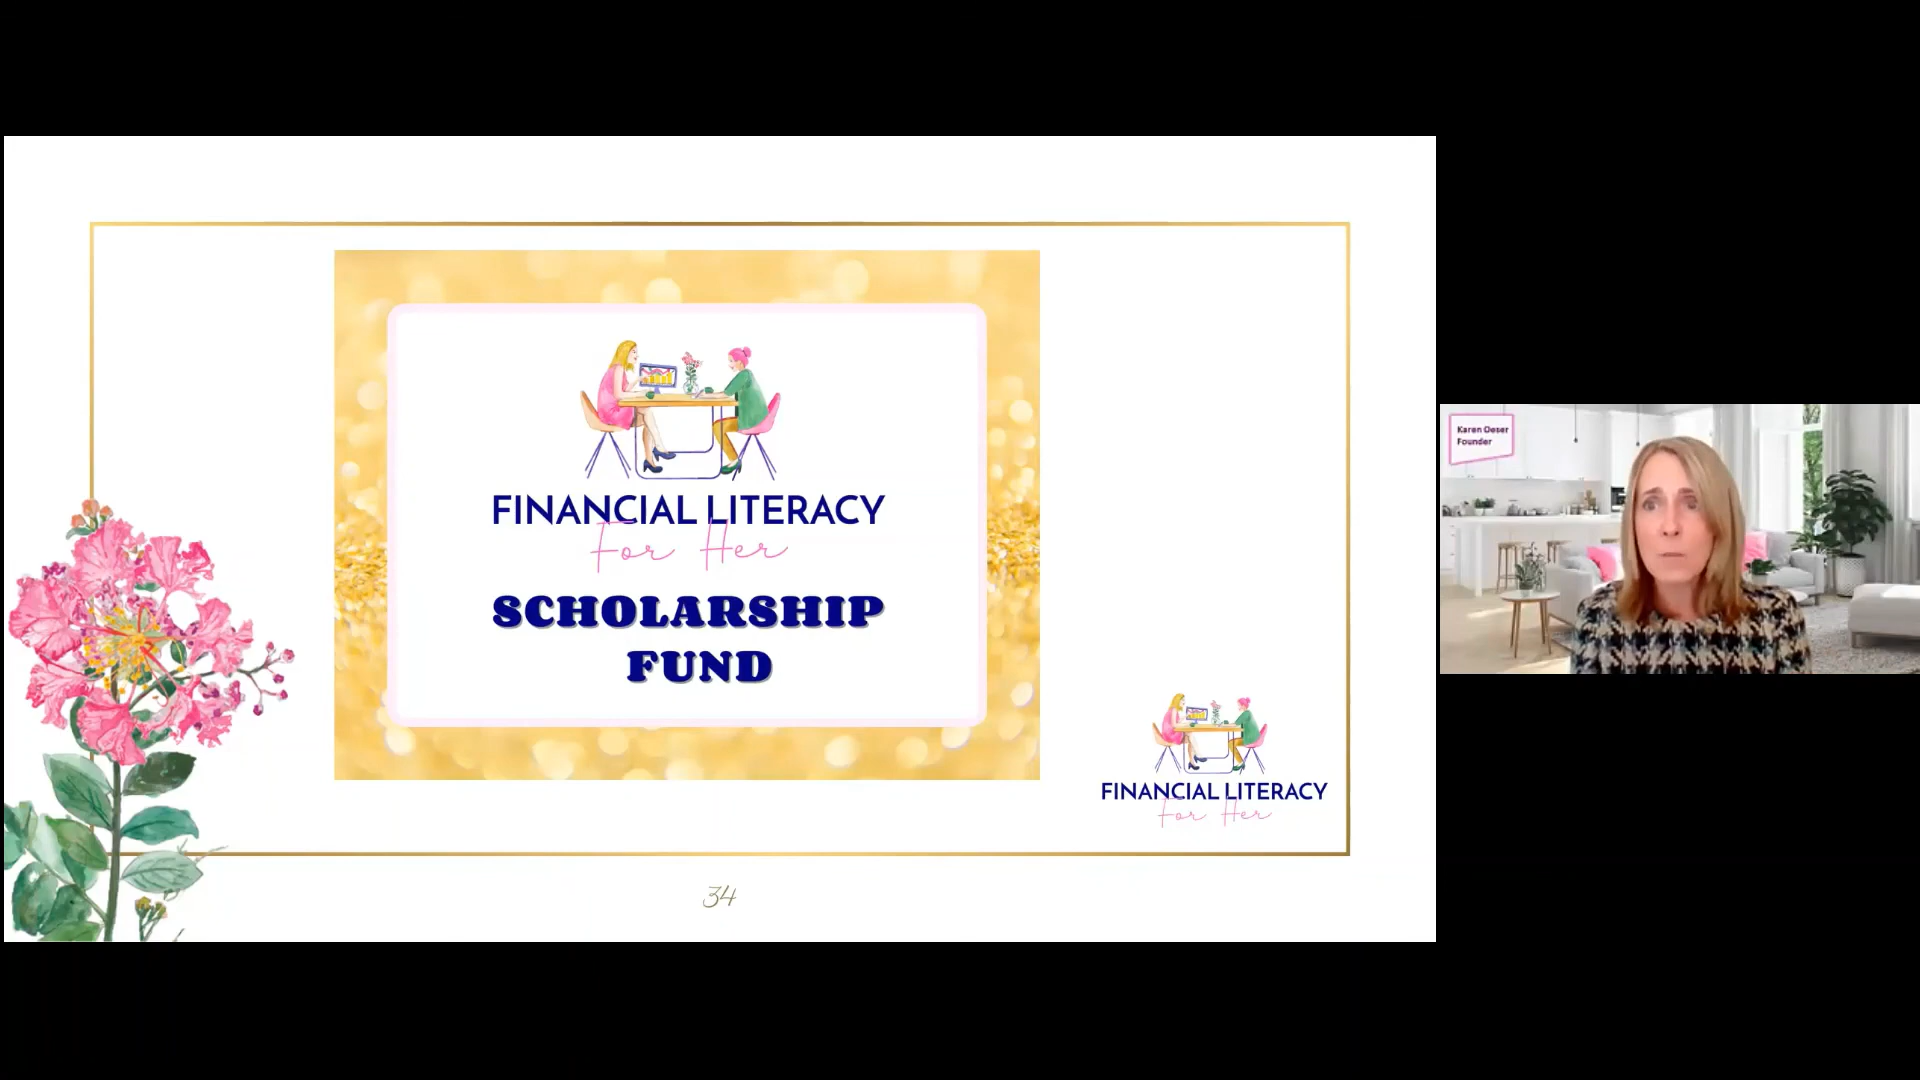 FINANCIAL LITERACY
For Her
SCHOLARSHIP
FUND
FINANCIAL LITERACY
For Her
34
Karen Oeser
Founder